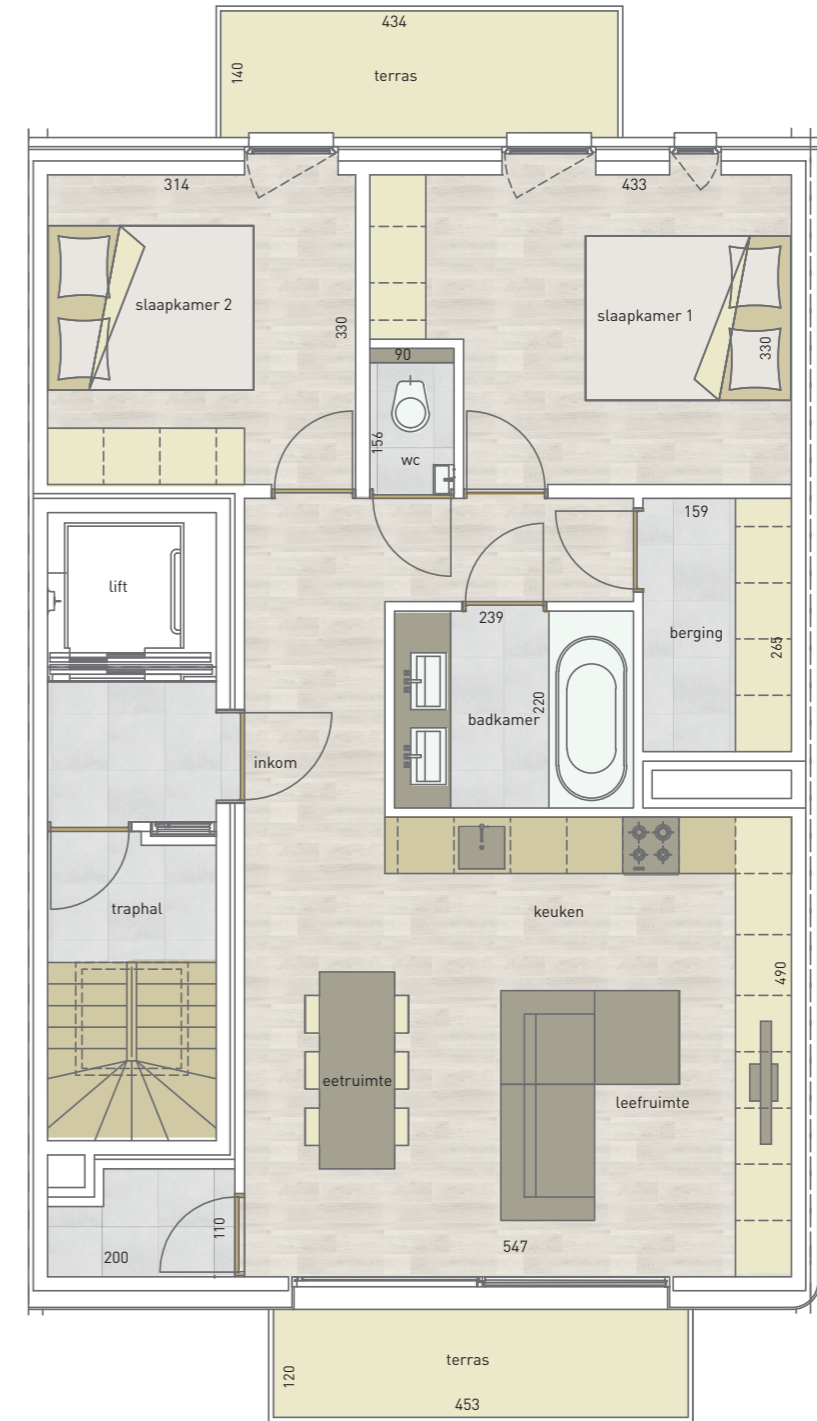 434
140
terras
314
433
slaapkamer 2
slaapkamer 1
330
330
90
156
wc
159
lift
239
berging
265
220
badkamer
inkom
traphal
keuken
490
eetruimte
leefruimte
110
200
547
terras
120
453